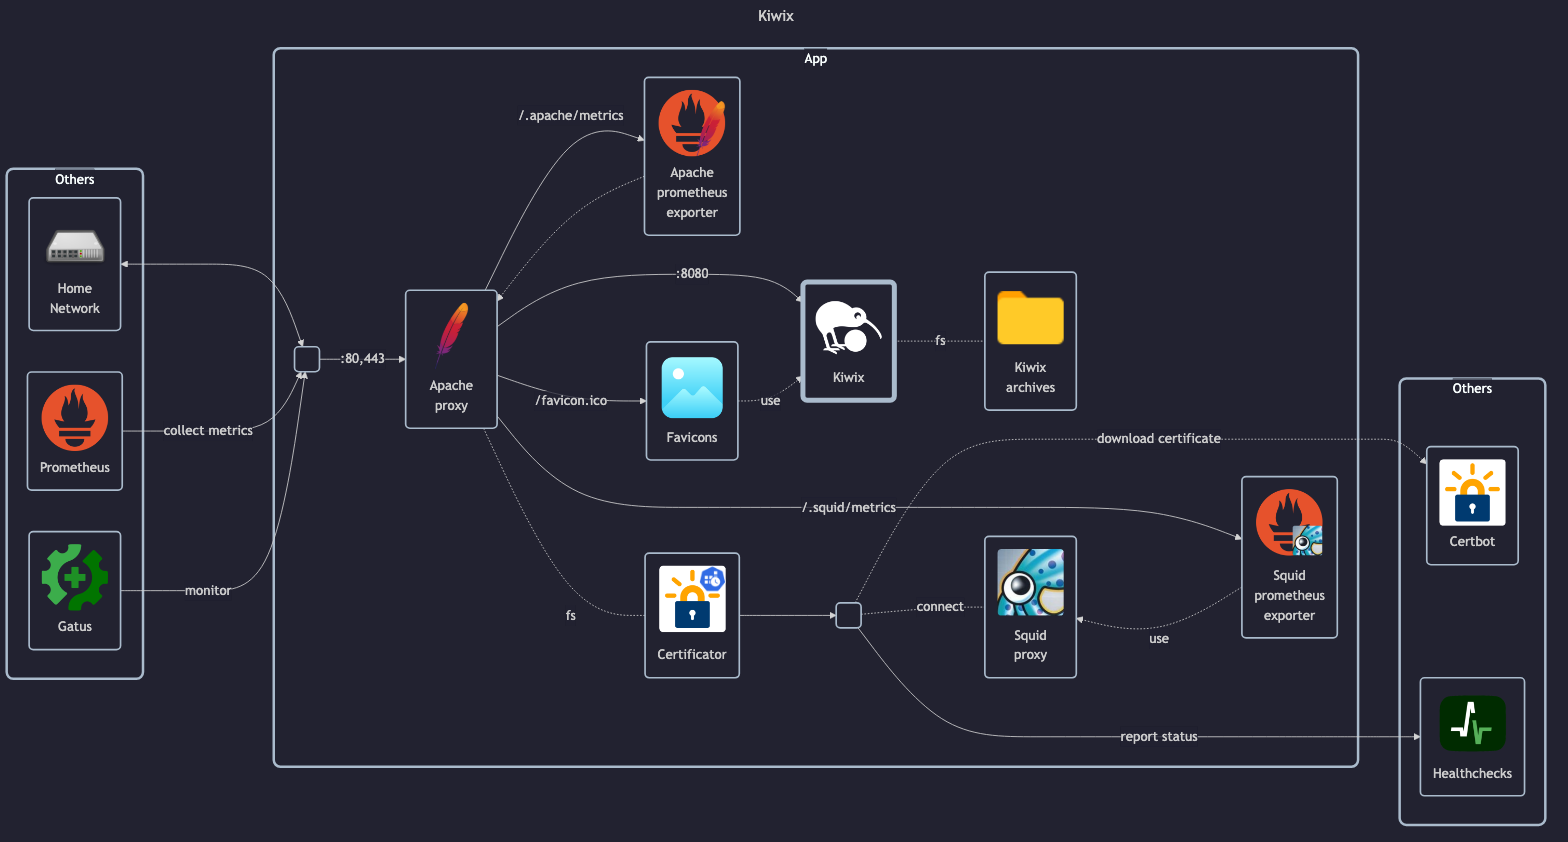 Kiwix
App
/.apache/metrics
Apache
prometheus
exporter
Others
Home
Network
:8080
:80,443
Apache
proxy
Kiwix
fs
Kiwix
archives
/favicon.ico
use
Favicons
Prometheus
collect metrics
Others
download certificate
/.squid/metrics
Certbot
Squid
prometheus
exporter
monitor
Gatus
fs
Certificator
connect
Squid
proxy
use
report status
Healthchecks